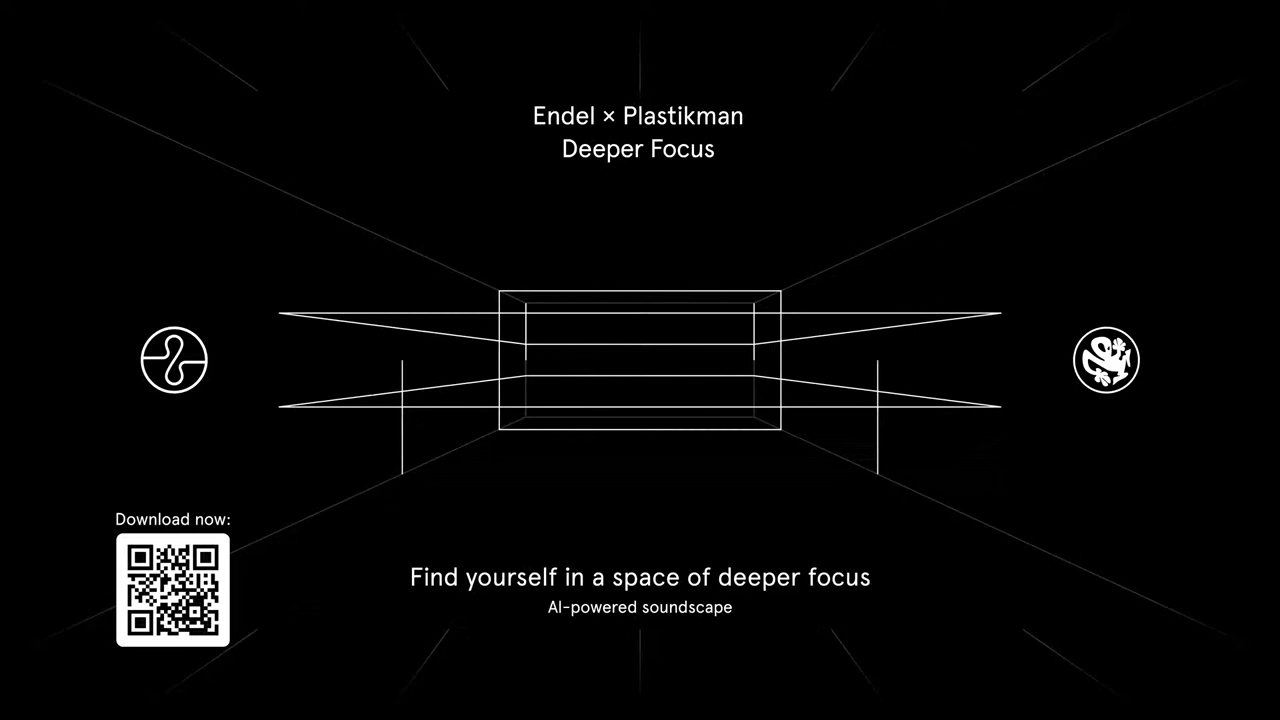 Endel × Plastikman
Deeper Focus
Download now:
Find yourself in a space of deeper focus
AI-powered soundscape